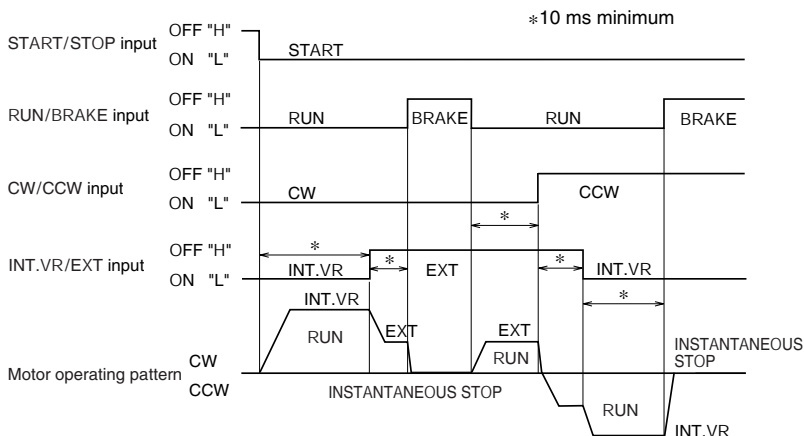 ∗10 ms minimum
START/STOP input
OFF "H"
ON "L"
START
RUN/BRAKE input
OFF "H"
ON "L"
RUN
BRAKE
RUN
BRAKE
CW/CCW input
OFF "H"
ON "L"
CW
CCW
∗
INT.VR/EXT input
OFF "H"
ON "L"
∗
INT.VR
∗
EXT
∗
INT.VR
∗
Motor operating pattern
CW
CCW
INT.VR
RUN
EXT
INSTANTANEOUS STOP
EXT
RUN
RUN
INT.VR
INSTANTANEOUS
STOP